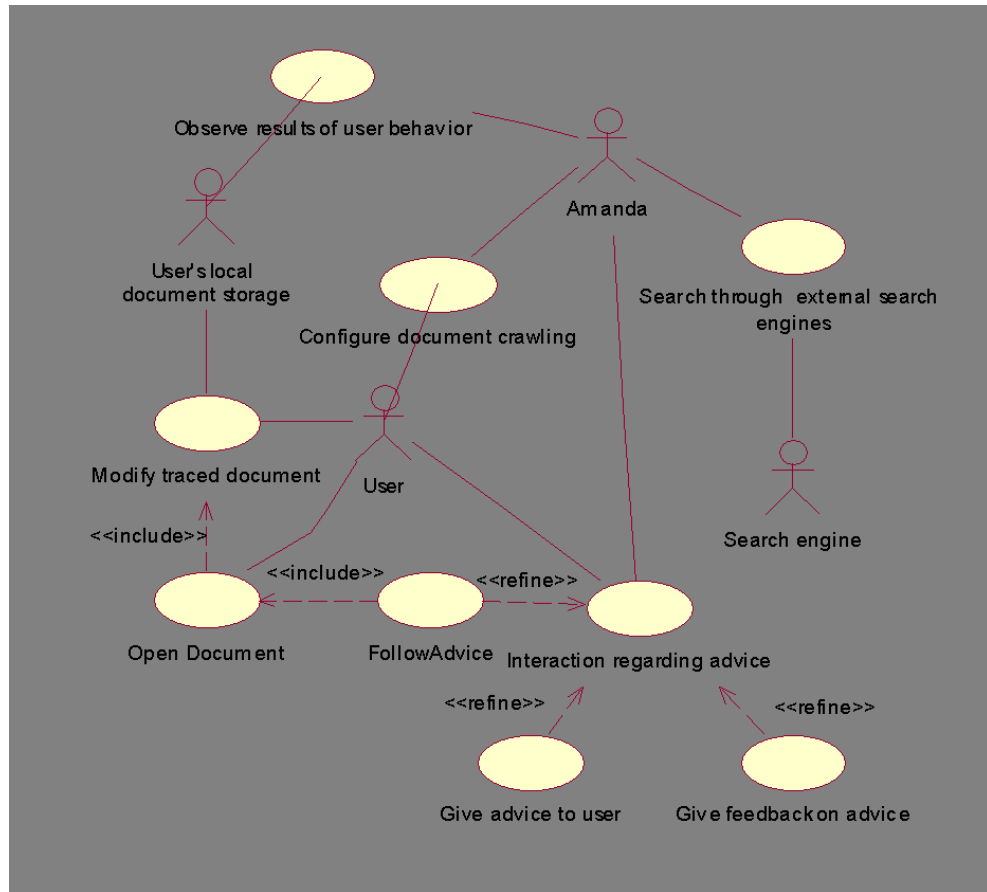 Observe results of user behavior
Amanda
User's local
document storage
Search through external search
engines
Configure document crawling
Modify traced document
User
Search engine
<<include>>
<<include>>
<<refine>>
Open Document
FollowAdvice
Interaction regarding advice
<<refine>>
<<refine>>
Give advice to user
Give feedback on advice